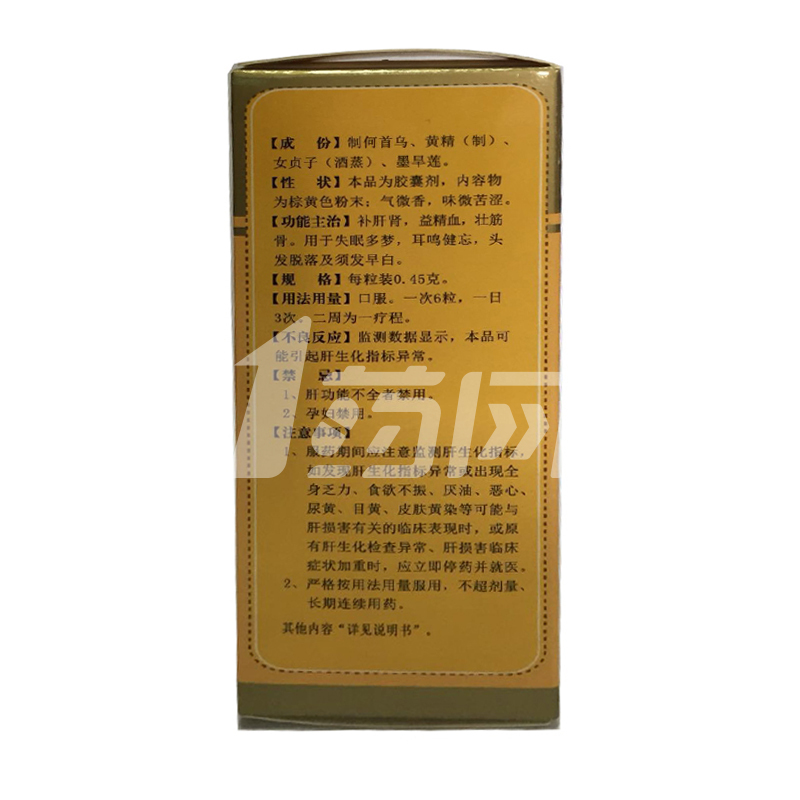 【成 份】制何首乌、黄精（制）、
女贞子（酒蒸）、墨旱莲。
【性 状】本品为胶囊剂，内容物
为棕黄色粉末；气微香，味微苦涩。
【功能主治】补肝肾，益精血，壮筋
骨。用于失眠多梦，耳鸣健忘，头
发脱落及须发早白。
【规 格】每粒装0.45克。
【用法用量】口服。一次6粒，一日
3次，二周为一疗程。
【不良反应】监测数据显示，本品可
能引起肝生化指标异常。
【禁 忌】
1、肝功能不全者禁用。
2、孕妇禁用。
【注意事项】
1、服药期间应注意监测肝生化指标，
如发现肝生化指标异常或出现全
身乏力、食欲不振、厌油、恶心、
尿黄、目黄、皮肤黄染等可能与
肝损害有关的临床表现时，或原
有肝生化检查异常、肝损害临床
症状加重时，应立即停药并就医。
2、严格按用法用量服用，不超剂量、
长期连续用药。
其他内容“详见说明书”。
1药网